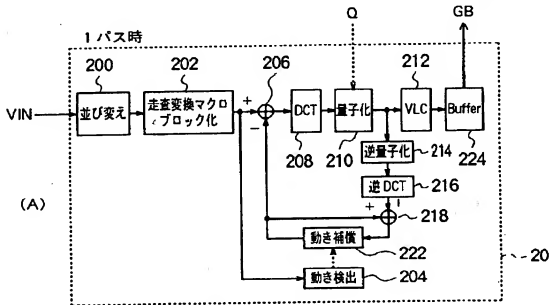 1パス時
Q
GB
200
202
206
212
VIN
並び変え
走査変換マクロ
ブロック化
+
−
DCT
量子化
VLC
Buffer
208
210
224
逆量子化
214
逆DCT
216
(A)
+
218
動き補償
222
動き検出
204
20